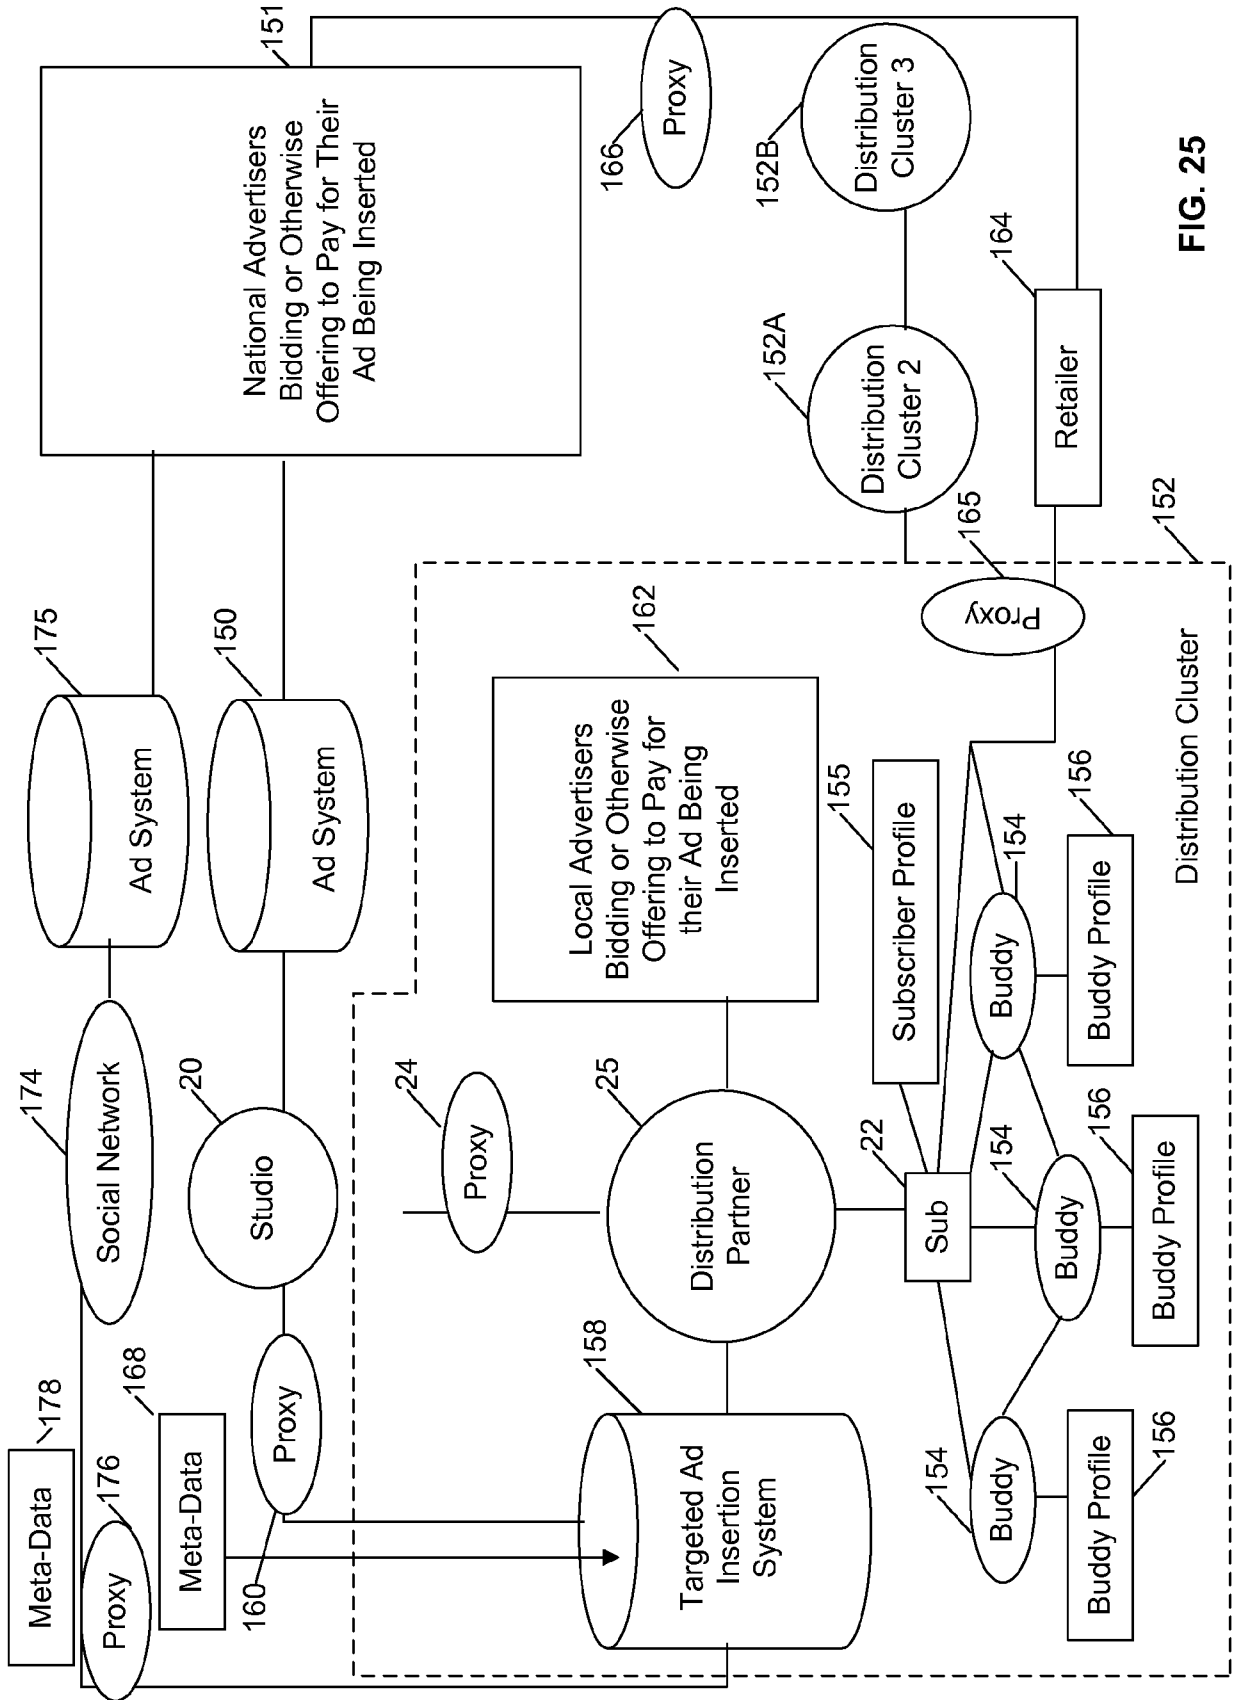 178
Meta-Data
176
Proxy
174
Social Network
175
Ad System
168
Meta-Data
160
Proxy
20
Studio
150
Ad System
151
National Advertisers
Bidding or Otherwise
Offering to Pay for Their
Ad Being Inserted
24
Proxy
166
Proxy
158
Targeted Ad
Insertion
System
25
Distribution
Partner
162
Local Advertisers
Bidding or Otherwise
Offering to Pay for
their Ad Being
Inserted
152A
Distribution
Cluster 2
152B
Distribution
Cluster 3
22
Sub
155
Subscriber Profile
165
Proxy
164
Retailer
154
Buddy
154
Buddy
154
Buddy
156
Buddy Profile
156
Buddy Profile
156
Buddy Profile
152
Distribution Cluster
FIG. 25